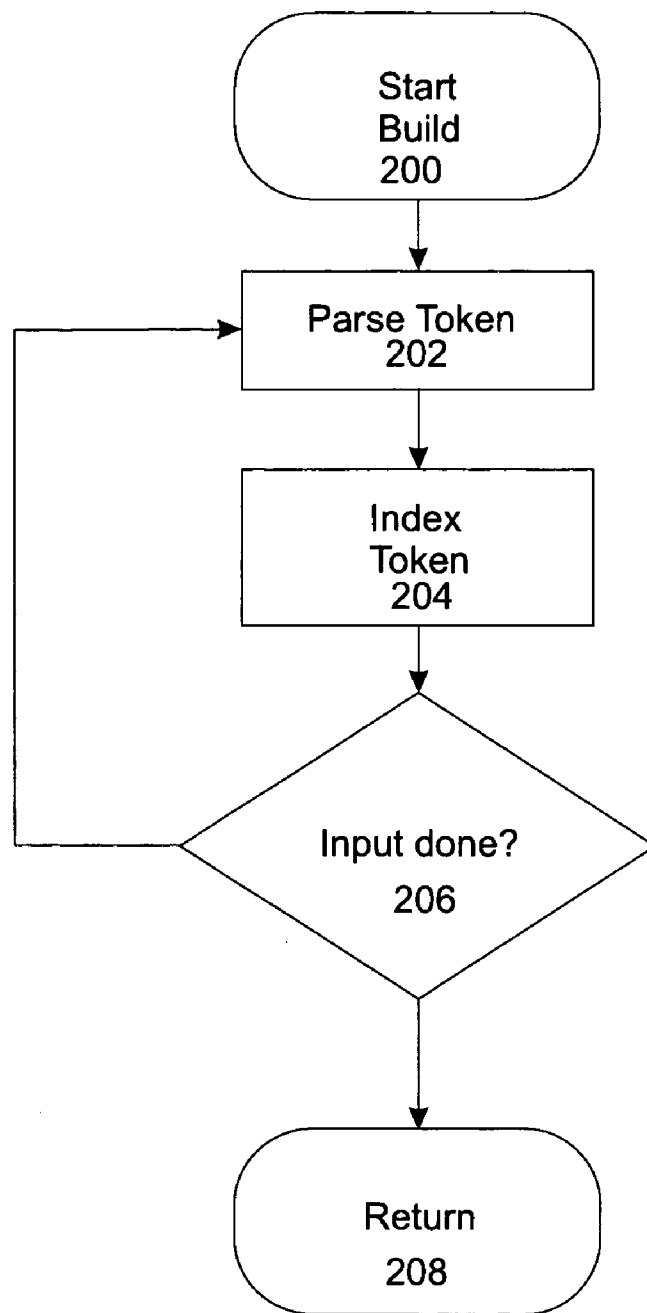 Start
Build
200
Parse Token
202
Index
Token
204
Input done?
206
Return
208